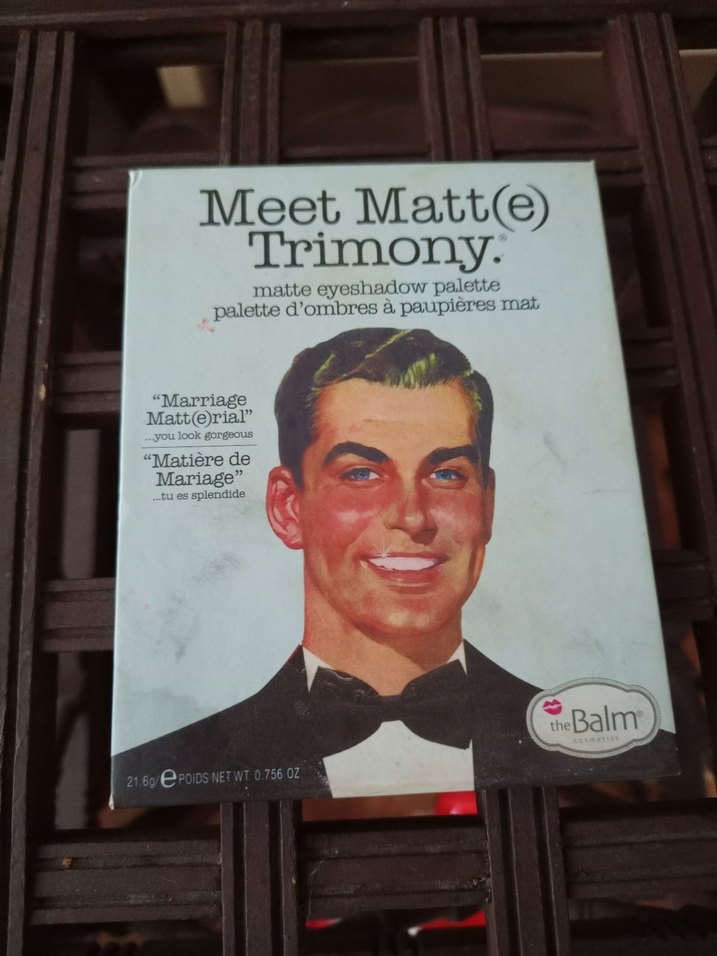 Meet Matt(e)
Trimony.®
matte eyeshadow palette
palette d'ombres à paupières mat
"Marriage
Matt(e)rial"
...you look gorgeous
"Matière de
Mariage"
...tu es splendide
theBalm®
cosmetics
21.6g/℮ POIDS NET WT. 0.756 OZ